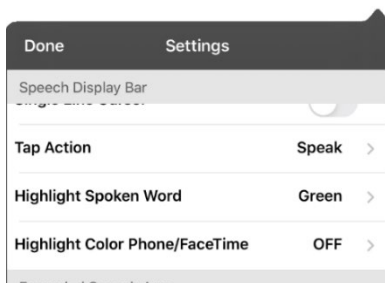 Done Settings
Speech Display Bar
Tap Action Speak
Highlight Spoken Word Green
Highlight Color Phone/FaceTime OFF